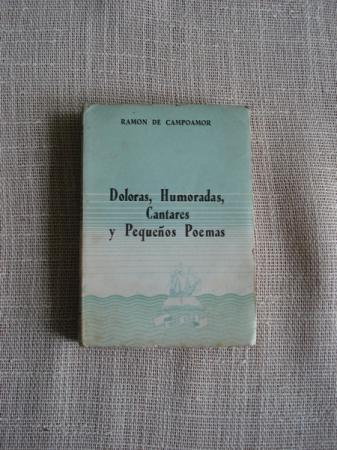 RAMON DE CAMPOAMOR
Doloras, Humoradas,
Cantares
y Pequeños Poemas